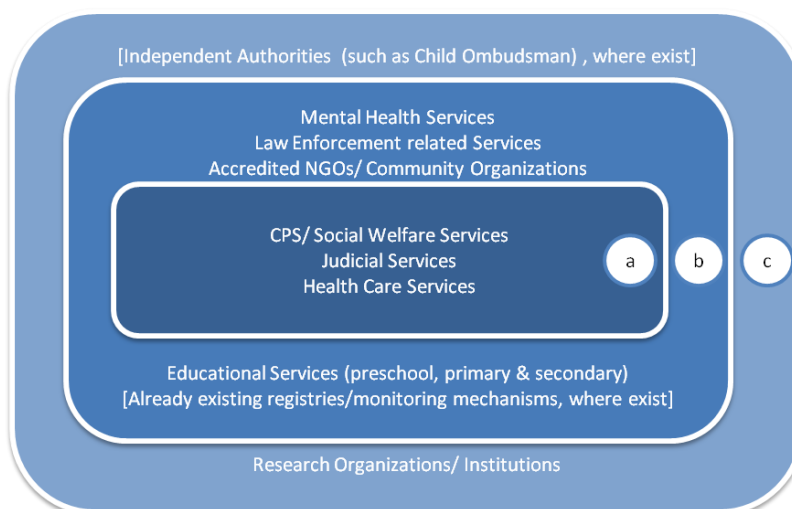 [Independent Authorities (such as Child Ombudsman) , where exist]
Mental Health Services
Law Enforcement related Services
Accredited NGOs/ Community Organizations
CPS/ Social Welfare Services
Judicial Services
Health Care Services
a
b
c
Educational Services (preschool, primary & secondary)
[Already existing registries/monitoring mechanisms, where exist]
Research Organizations/ Institutions